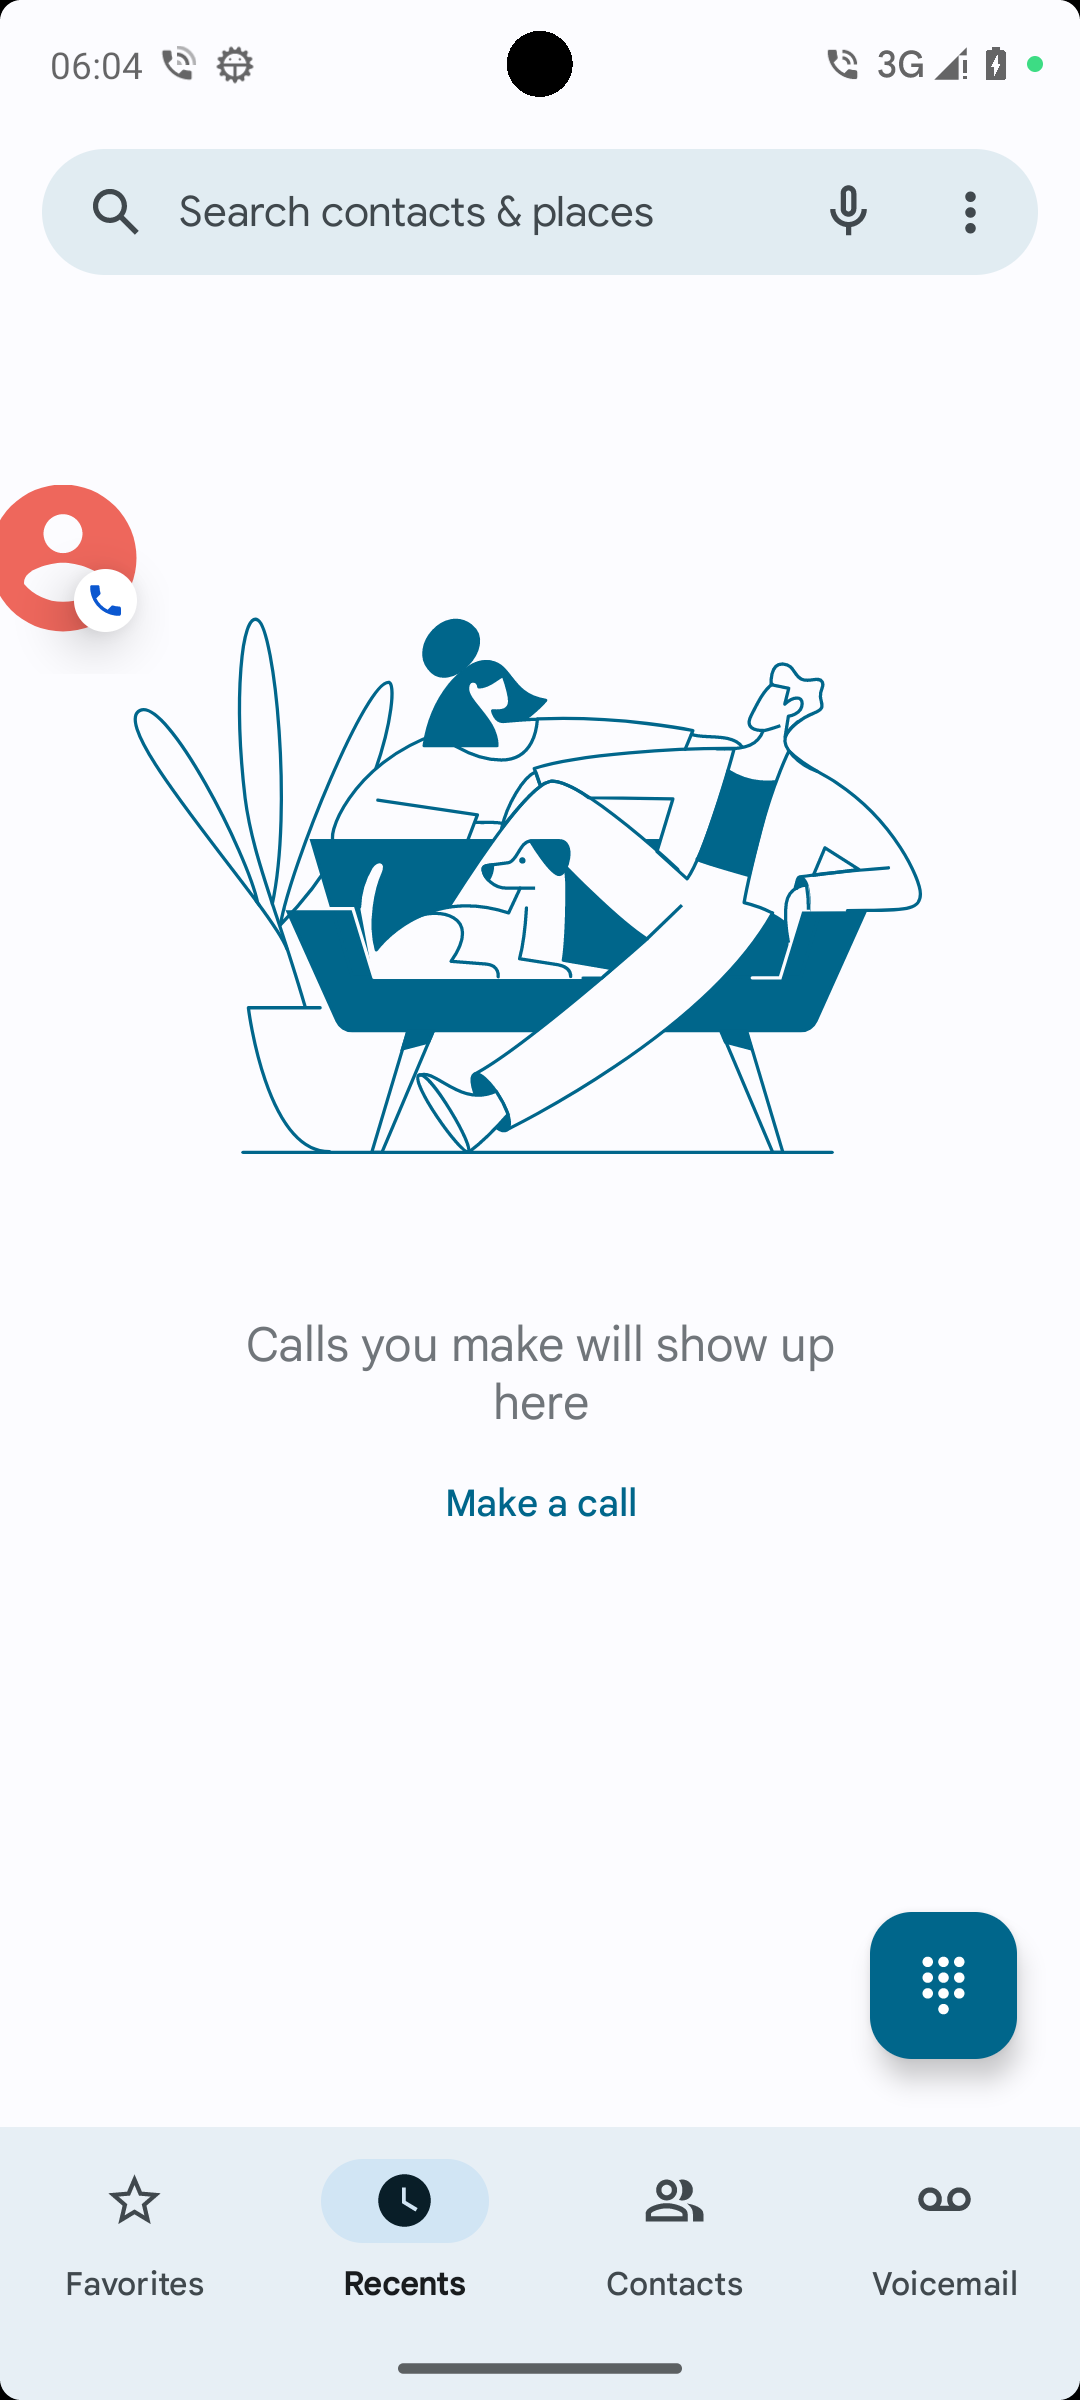 06:04
3G
Search contacts & places
Calls you make will show up
here
Make a call
Favorites
Recents
Contacts
Voicemail